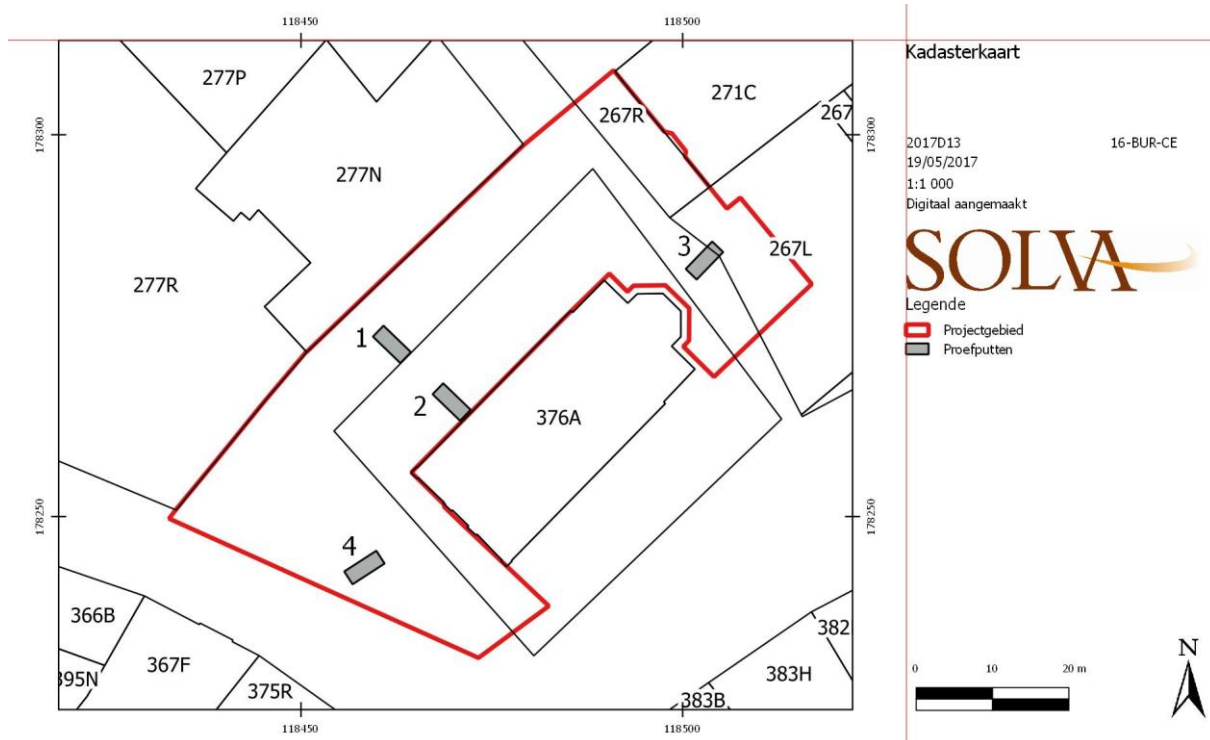 118450
118500
Kadasterkaart
277P
271C
267R
267
178300
178300
2017D13
16-BUR-CE
19/05/2017
277N
1:1 000
Digitaal aangemaakt
3
267L
SOLVA
277R
Legende
Projectgebied
1
Proefputten
2
376A
178250
178250
4
366B
382
N
367F
383H
395N
375R
383B
0
10
20 m
118450
118500